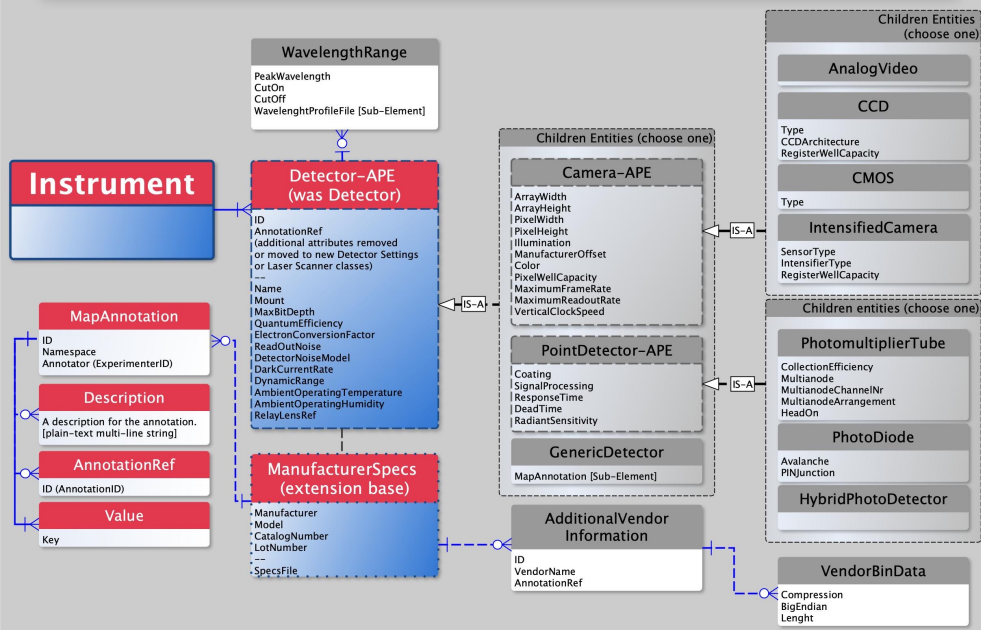 Children Entities
(choose one)
AnalogVideo
CCD
Type
CCDArchitecture
RegisterWellCapacity
CMOS
Type
IntensifiedCamera
SensorType
IntensifierType
RegisterWellCapacity
WavelengthRange
PeakWavelength
CutOn
CutOff
WavelenghtProfileFile [Sub-Element]
Instrument
Detector-APE
(was Detector)
ID
AnnotationRef
(additional attributes removed
or moved to new Detector Settings
or Laser Scanner classes)
--
Name
Mount
MaxBitDepth
QuantumEfficiency
ElectronConversionFactor
ReadOutNoise
DetectorNoiseModel
DarkCurrentRate
DynamicRange
AmbientOperatingTemperature
AmbientOperatingHumidity
RelayLensRef
IS-A
Children Entities (choose one)
Camera-APE
ArrayWidth
ArrayHeight
PixelWidth
PixelHeight
Illumination
ManufacturerOffset
Color
PixelWellCapacity
MaximumFrameRate
MaximumReadoutRate
VerticalClockSpeed
IS-A
PointDetector-APE
Coating
SignalProcessing
ResponseTime
DeadTime
RadiantSensitivity
IS-A
GenericDetector
MapAnnotation [Sub-Element]
Children entities (choose one)
PhotomultiplierTube
CollectionEfficiency
Multianode
MultianodeChannelNr
MultianodeArrangement
HeadOn
PhotoDiode
Avalanche
PINJunction
HybridPhotoDetector
MapAnnotation
ID
Namespace
Annotator (ExperimenterID)
Description
A description for the annotation.
[plain-text multi-line string]
AnnotationRef
ID (AnnotationID)
Value
Key
ManufacturerSpecs
(extension base)
Manufacturer
Model
CatalogNumber
LotNumber
--
SpecsFile
AdditionalVendor
Information
ID
VendorName
AnnotationRef
VendorBinData
Compression
BigEndian
Lenght